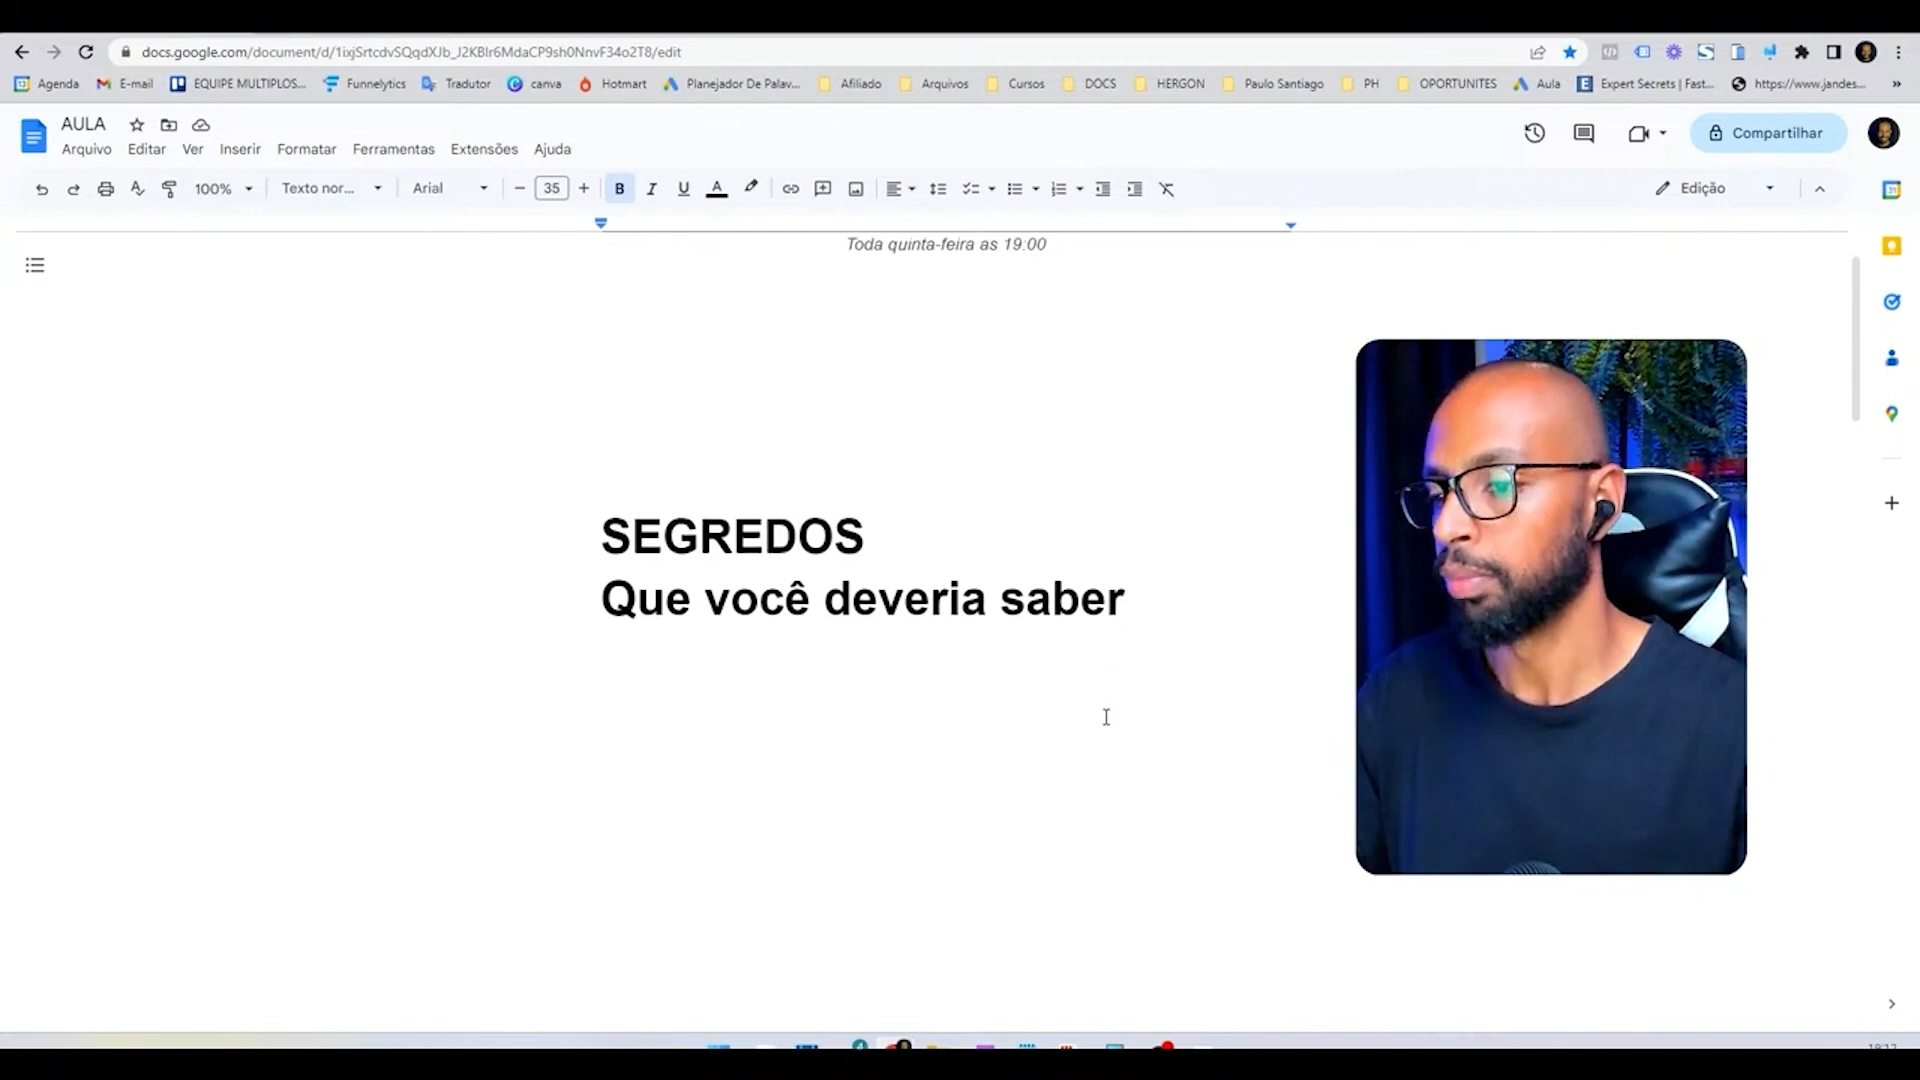 docs.google.com/document/d/1ixjSrtcdvSQqdXJb_J2KBIr6MdaCP9sh0NnvF34o2T8/edit
Agenda E-mail EQUIPE MULTIPLOS... Funnelytics Tradutor canva Hotmart Planejador De Palav... Afiliado Arquivos Cursos DOCS HERGON Paulo Santiago PH OPORTUNITES Aula Expert Secrets | Fast... https://www.jandes... »
AULA
Compartilhar
Arquivo Editar Ver Inserir Formatar Ferramentas Extensões Ajuda
100% Texto nor... Arial 35 B I U A Edição
Toda quinta-feira as 19:00
SEGREDOS
Que você deveria saber